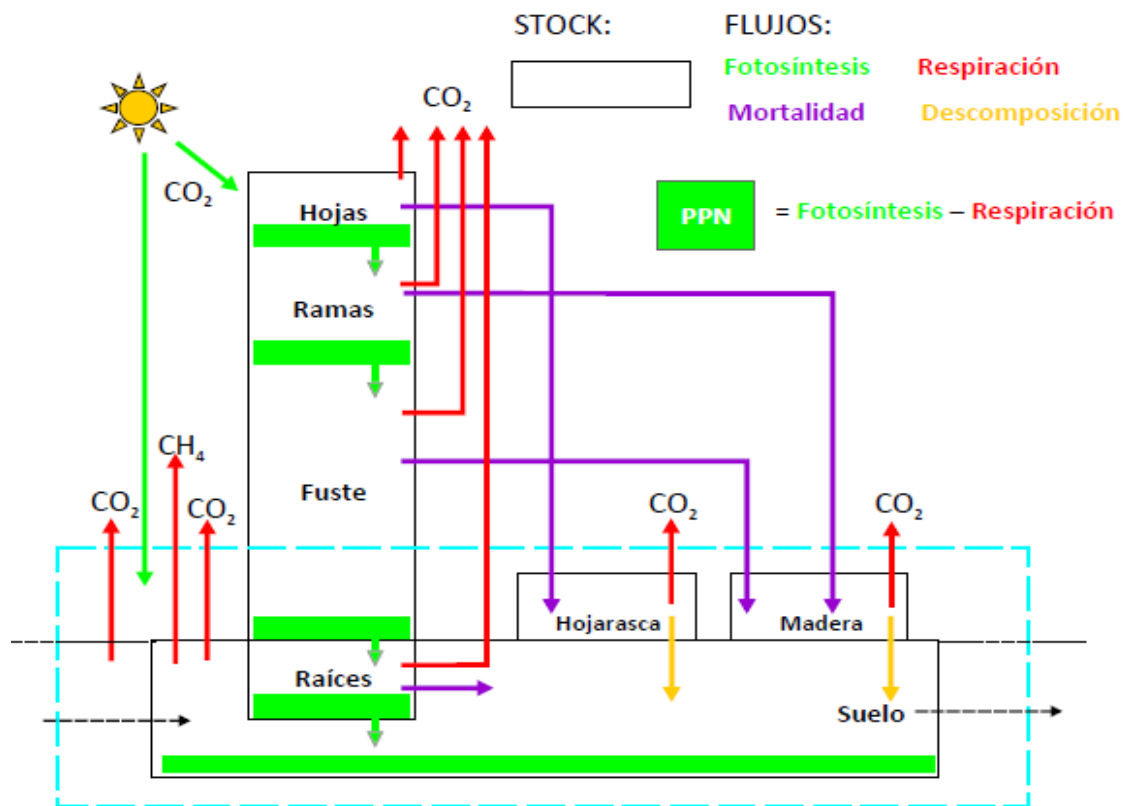 STOCK: FLUJOS:
Fotosíntesis Respiración
Mortalidad Descomposición
CO₂
CO₂
PPN = Fotosíntesis – Respiración
Hojas
Ramas
Fuste
CH₄
CO₂ CO₂ CO₂ CO₂
Hojarasca Madera
Raíces
Suelo